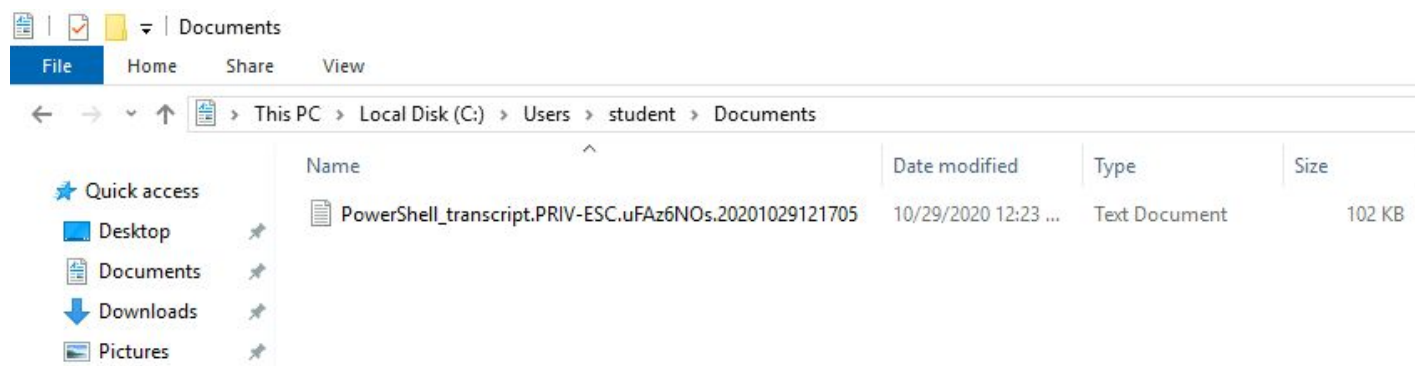 Documents
File Home Share View
This PC > Local Disk (C:) > Users > student > Documents
Name Date modified Type Size
Quick access
PowerShell_transcript.PRIV-ESC.uFAz6NOs.20201029121705 10/29/2020 12:23 ... Text Document 102 KB
Desktop
Documents
Downloads
Pictures